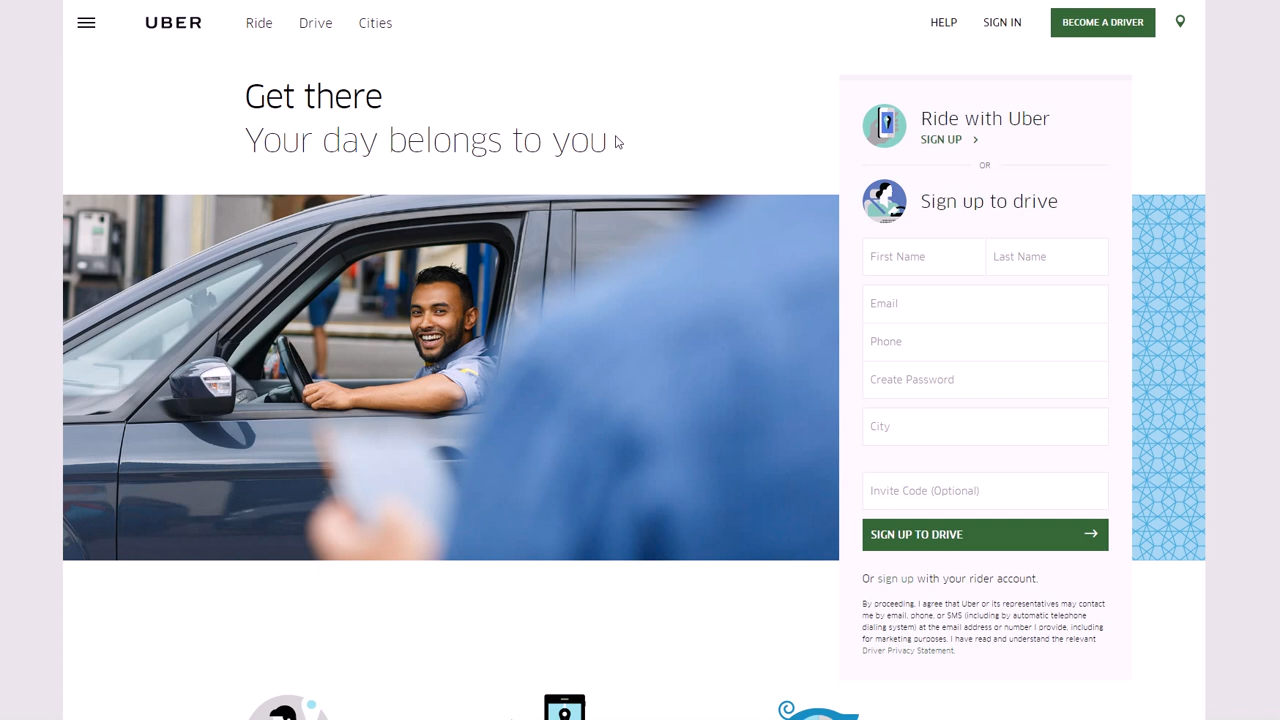 UBER
Ride
Drive
Cities
HELP
SIGN IN
BECOME A DRIVER
Get there
Your day belongs to you
Ride with Uber
SIGN UP >
OR
Sign up to drive
First Name
Last Name
Email
Phone
Create Password
City
Invite Code (Optional)
SIGN UP TO DRIVE
Or sign up with your rider account.
By proceeding, I agree that Uber or its representatives may contact
me by email, phone, or SMS (including by automatic telephone
dialing system) at the email address or number I provide, including
for marketing purposes. I have read and understand the relevant
Driver Privacy Statement.